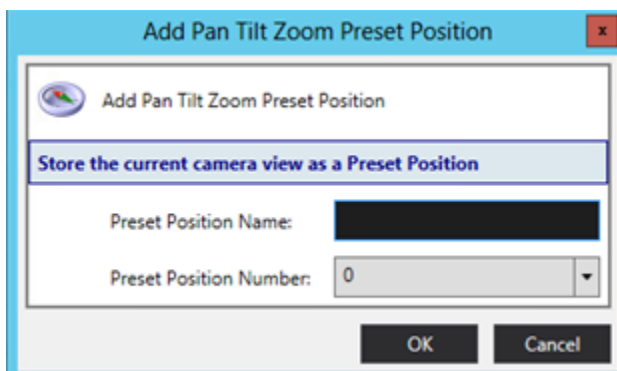 Add Pan Tilt Zoom Preset Position
x
Add Pan Tilt Zoom Preset Position
Store the current camera view as a Preset Position
Preset Position Name:
Preset Position Number: 0
OK Cancel